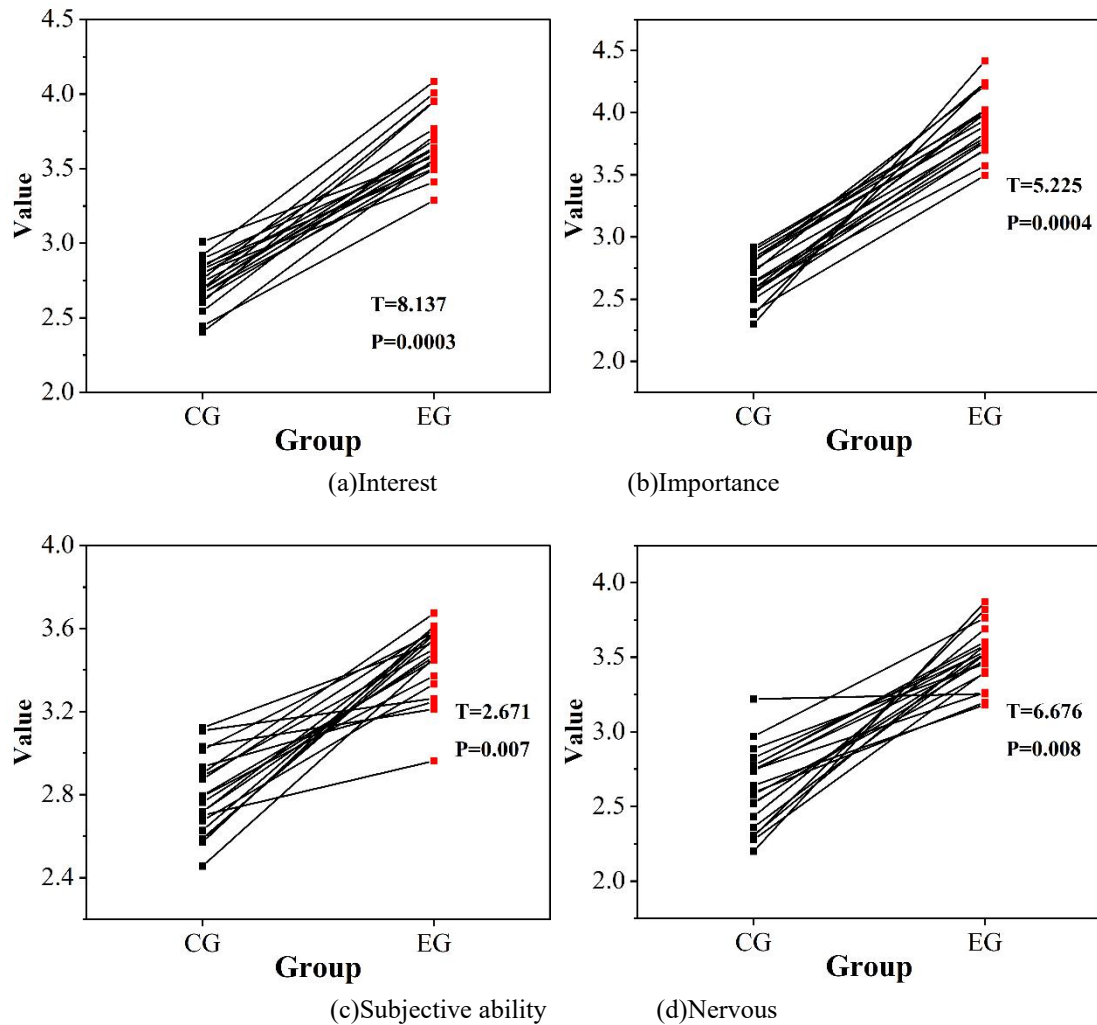 4.5
4.0
3.5
3.0
2.5
2.0
Value
T=8.137
P=0.0003
CG EG
Group
(a)Interest
4.5
4.0
3.5
3.0
2.5
2.0
Value
T=5.225
P=0.0004
CG EG
Group
(b)Importance
4.0
3.6
3.2
2.8
2.4
Value
T=2.671
P=0.007
CG EG
Group
(c)Subjective ability
4.0
3.5
3.0
2.5
2.0
Value
T=6.676
P=0.008
CG EG
Group
(d)Nervous